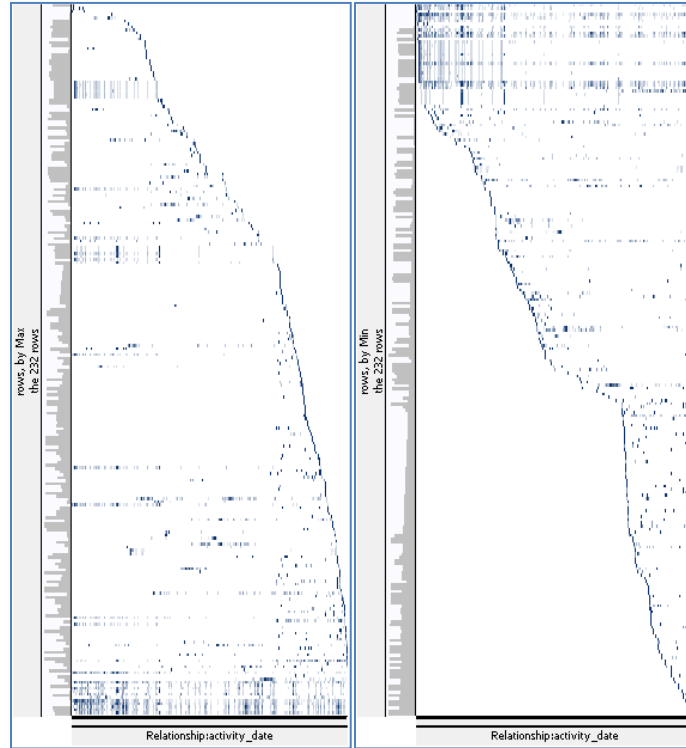 rows, by Max
the 232 rows
Relationship:activity_date
rows, by Min
the 232 rows
Relationship:activity_date